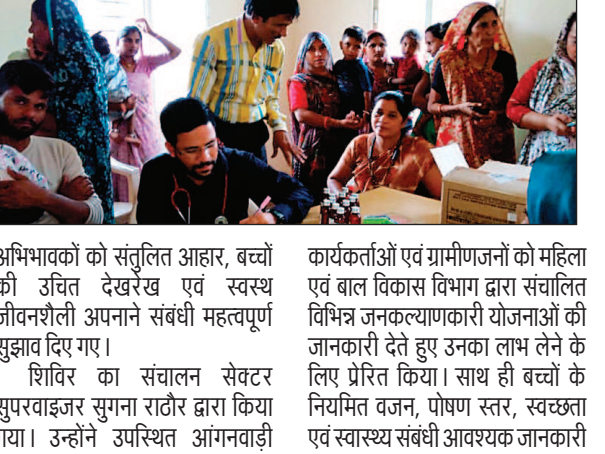 अभिभावकों को संतुलित आहार, बच्चों
की उचित देखरेख एवं स्वस्थ
जीवनशैली अपनाने संबंधी महत्वपूर्ण
सुझाव दिए गए।
शिविर का संचालन सेक्टर
सुपरवाइजर सुगना राठौर द्वारा किया
गया। उन्होंने उपस्थित आंगनवाड़ी
कार्यकर्ताओं एवं ग्रामीणजनों को महिला
एवं बाल विकास विभाग द्वारा संचालित
विभिन्न जनकल्याणकारी योजनाओं की
जानकारी देते हुए उनका लाभ लेने के
लिए प्रेरित किया। साथ ही बच्चों के
नियमित वजन, पोषण स्तर, स्वच्छता
एवं स्वास्थ्य संबंधी आवश्यक जानकारी